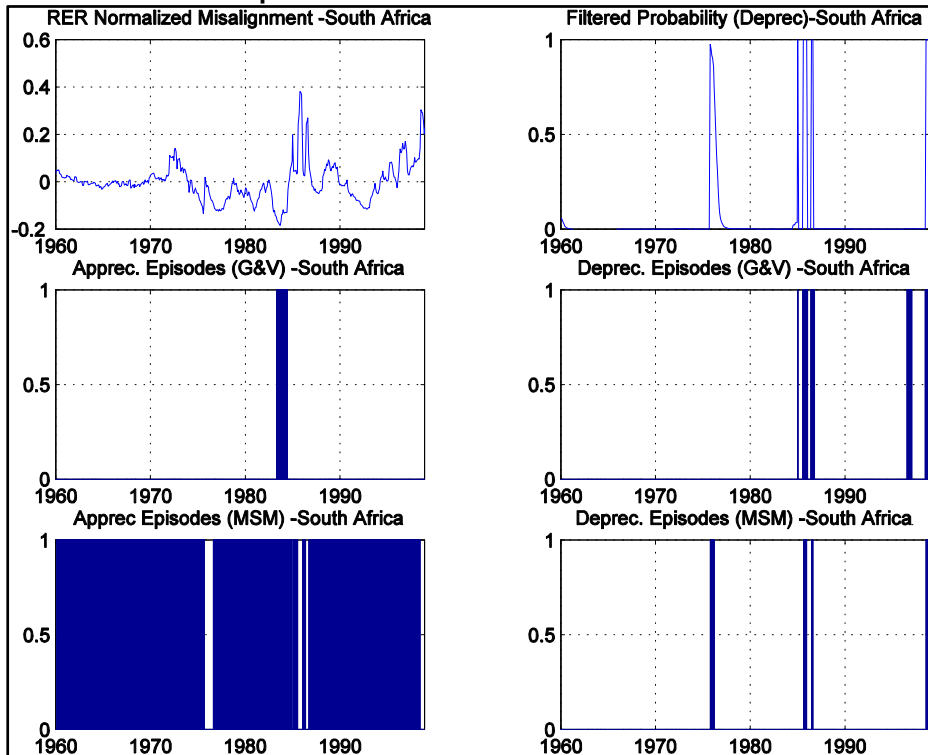 RER Normalized Misalignment -South Africa
0.6
0.4
0.2
0
-0.2
1960 1970 1980 1990
Filtered Probability (Deprec)-South Africa
1
0.5
0
1960 1970 1980 1990
Apprec. Episodes (G&V) -South Africa
1
0.5
0
1960 1970 1980 1990
Deprec. Episodes (G&V) -South Africa
1
0.5
0
1960 1970 1980 1990
Apprec Episodes (MSM) -South Africa
1
0.5
0
1960 1970 1980 1990
Deprec. Episodes (MSM) -South Africa
1
0.5
0
1960 1970 1980 1990